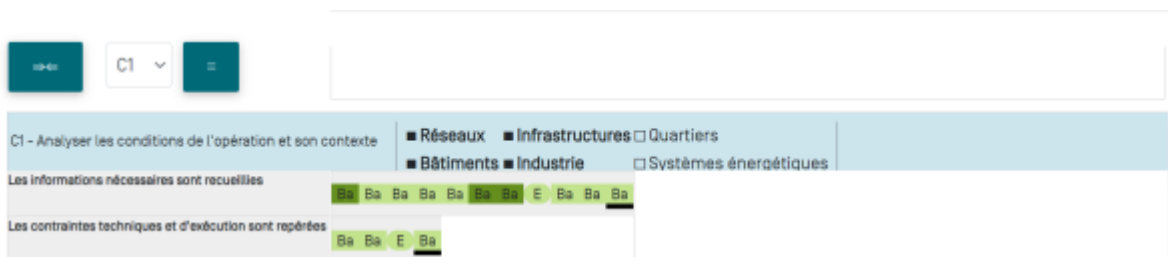 C1
=
C1 - Analyser les conditions de l'opération et son contexte
Réseaux Infrastructures Quartiers
Bâtiments Industrie Systèmes énergétiques
Les informations nécessaires sont recueillies
Ba Ba Ba Ba Ba Ba Ba E Ba Ba Ba
Les contraintes techniques et d'exécution sont repérées
Ba Ba E Ba